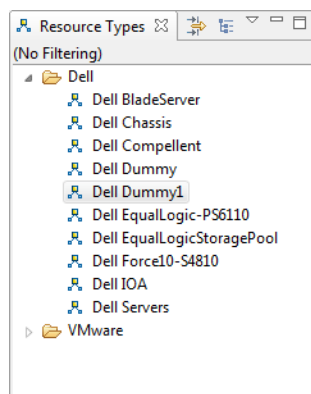 Resource Types
(No Filtering)
Dell
Dell BladeServer
Dell Chassis
Dell Compellent
Dell Dummy
Dell Dummy1
Dell EqualLogic-PS6110
Dell EqualLogicStoragePool
Dell Force10-S4810
Dell IOA
Dell Servers
VMware